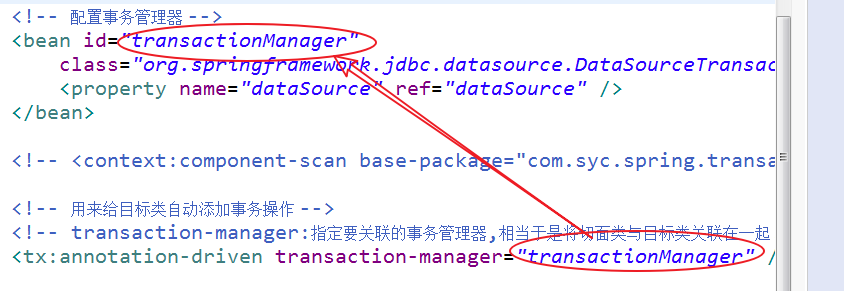 <!-- 配置事务管理器 -->
<bean id="transactionManager"
class="org.springframework.jdbc.datasource.DataSourceTransac
<property name="dataSource" ref="dataSource" />
</bean>
<!-- <context:component-scan base-package="com.syc.spring.transa
<!-- 用来给目标类自动添加事务操作 -->
<!-- transaction-manager:指定要关联的事务管理器,相当于是将切面类与目标类关联在一起
<tx:annotation-driven transaction-manager="transactionManager" /